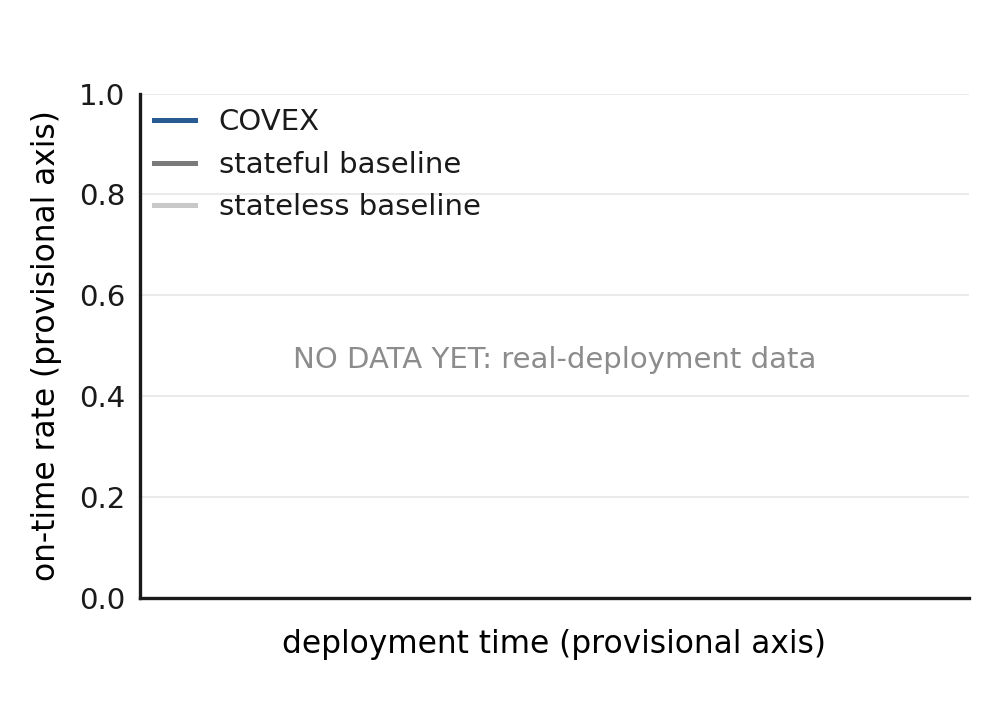 1.0
COVEX
stateful baseline
0.8
stateless baseline
0.6
NO DATA YET: real-deployment data
0.4
0.2
0.0
on-time rate (provisional axis)
deployment time (provisional axis)